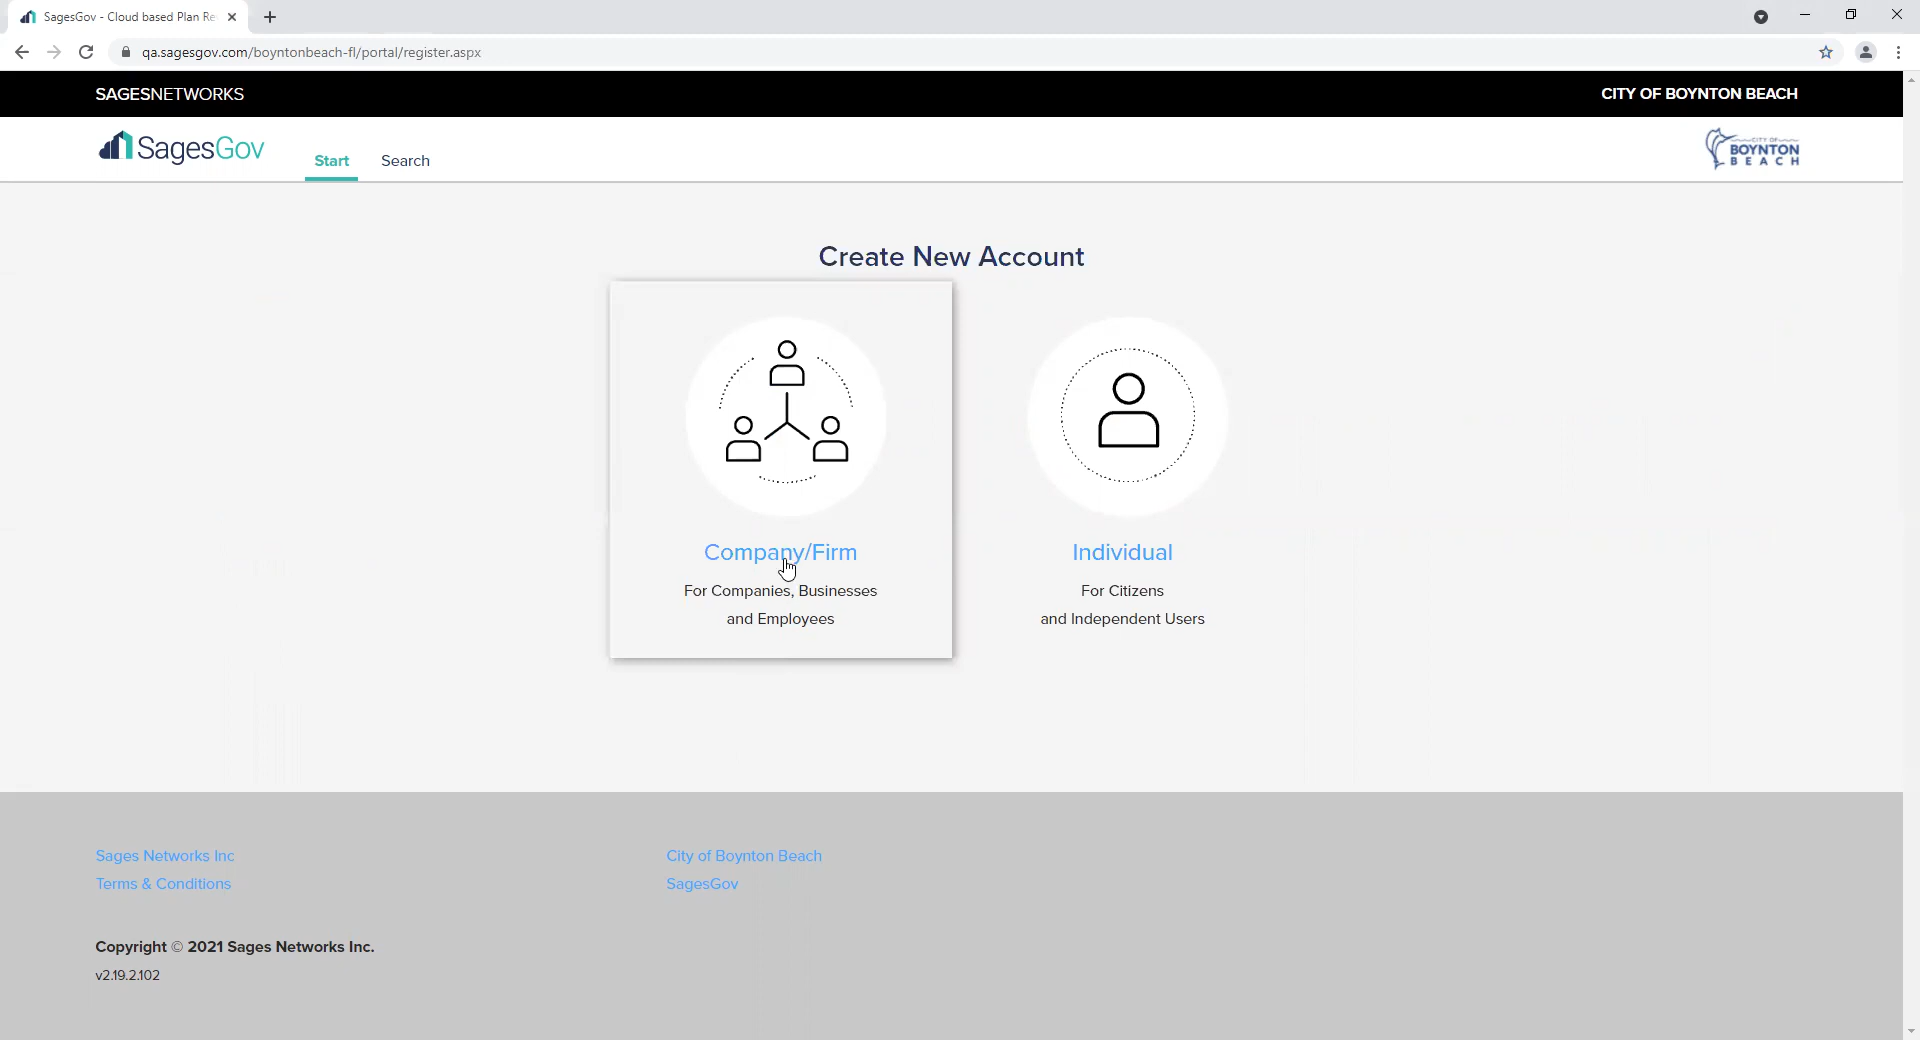 SagesGov - Cloud based Plan Re
qa.sagesgov.com/boyntonbeach-fl/portal/register.aspx
SAGESNETWORKS
CITY OF BOYNTON BEACH
SagesGov
Start
Search
CITY OF
BOYNTON
BEACH
Create New Account
Company/Firm
For Companies, Businesses
and Employees
Individual
For Citizens
and Independent Users
Sages Networks Inc
Terms & Conditions
City of Boynton Beach
SagesGov
Copyright © 2021 Sages Networks Inc.
v2.19.2.102